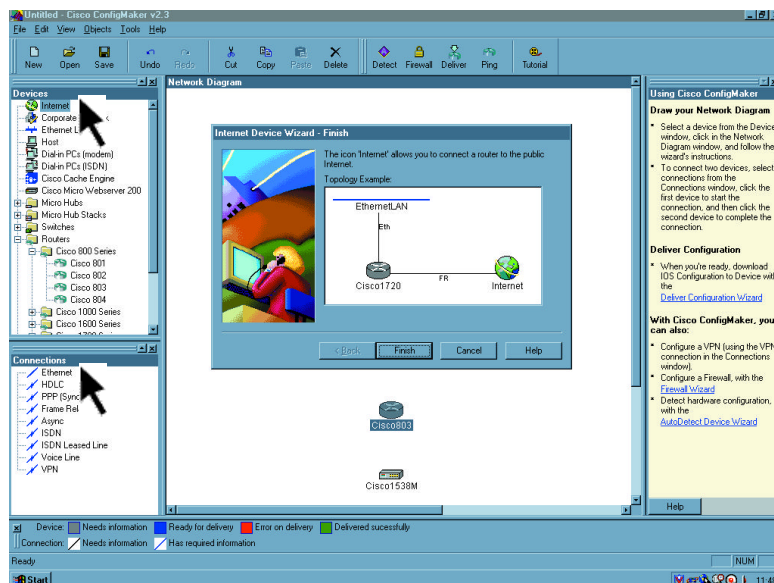 Untitled - Cisco ConfigMaker v2.3
File Edit View Objects Tools Help
New Open Save Undo Redo Cut Copy Paste Delete Detect Firewall Deliver Ping Tutorial
Devices
Internet
Corporate
Ethernet L
Host
Dial-in PCs (modem)
Dial-in PCs (ISDN)
Cisco Cache Engine
Cisco Micro Webserver 200
Micro Hubs
Micro Hub Stacks
Switches
Routers
Cisco 800 Series
Cisco 801
Cisco 802
Cisco 803
Cisco 804
Cisco 1000 Series
Cisco 1600 Series
Connections
Ethernet
HDLC
PPP (Sync
Frame Rel
Async
ISDN
ISDN Leased Line
Voice Line
VPN
Network Diagram
Internet Device Wizard - Finish
The icon 'Internet' allows you to connect a router to the public
Internet.
Topology Example:
EthernetLAN
Eth
Cisco1720
FR
Internet
< Back Finish Cancel Help
Cisco803
Cisco1538M
Using Cisco ConfigMaker
Draw your Network Diagram
* Select a device from the Device
window, click in the Network
Diagram window, and follow the
wizard's instructions.
* To connect two devices, select
connections from the
Connections window, click the
first device to start the
connection, and then click the
second device to complete the
connection.
Deliver Configuration
* When you're ready, download
IOS Configuration to Device with
the
Deliver Configuration Wizard
With Cisco ConfigMaker, you
can also:
* Configure a VPN (using the VPN
connection in the Connections
window).
* Configure a Firewall, with the
Firewall Wizard
* Detect hardware configuration,
with the
AutoDetect Device Wizard
Help
Device: Needs information Ready for delivery Error on delivery Delivered sucessfully
Connection: Needs information Has required information
Ready
NUM
Start